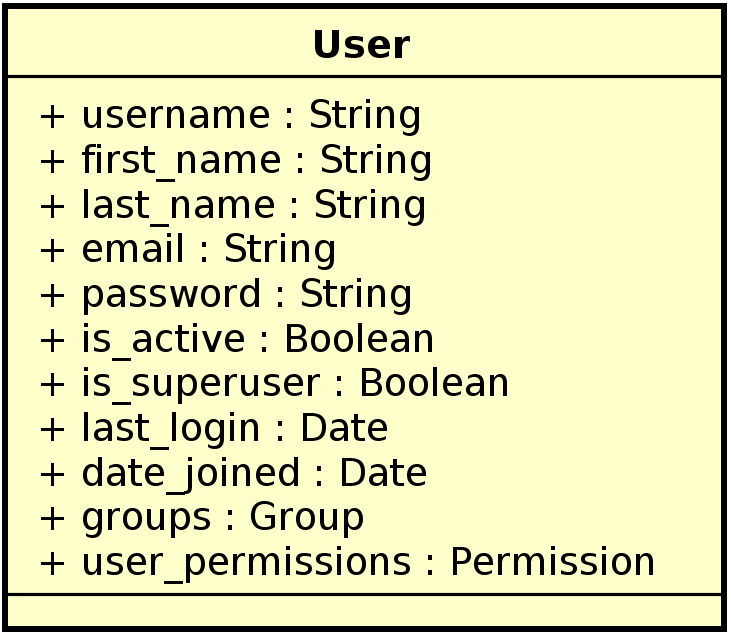 User
+ username : String
+ first_name : String
+ last_name : String
+ email : String
+ password : String
+ is_active : Boolean
+ is_superuser : Boolean
+ last_login : Date
+ date_joined : Date
+ groups : Group
+ user_permissions : Permission